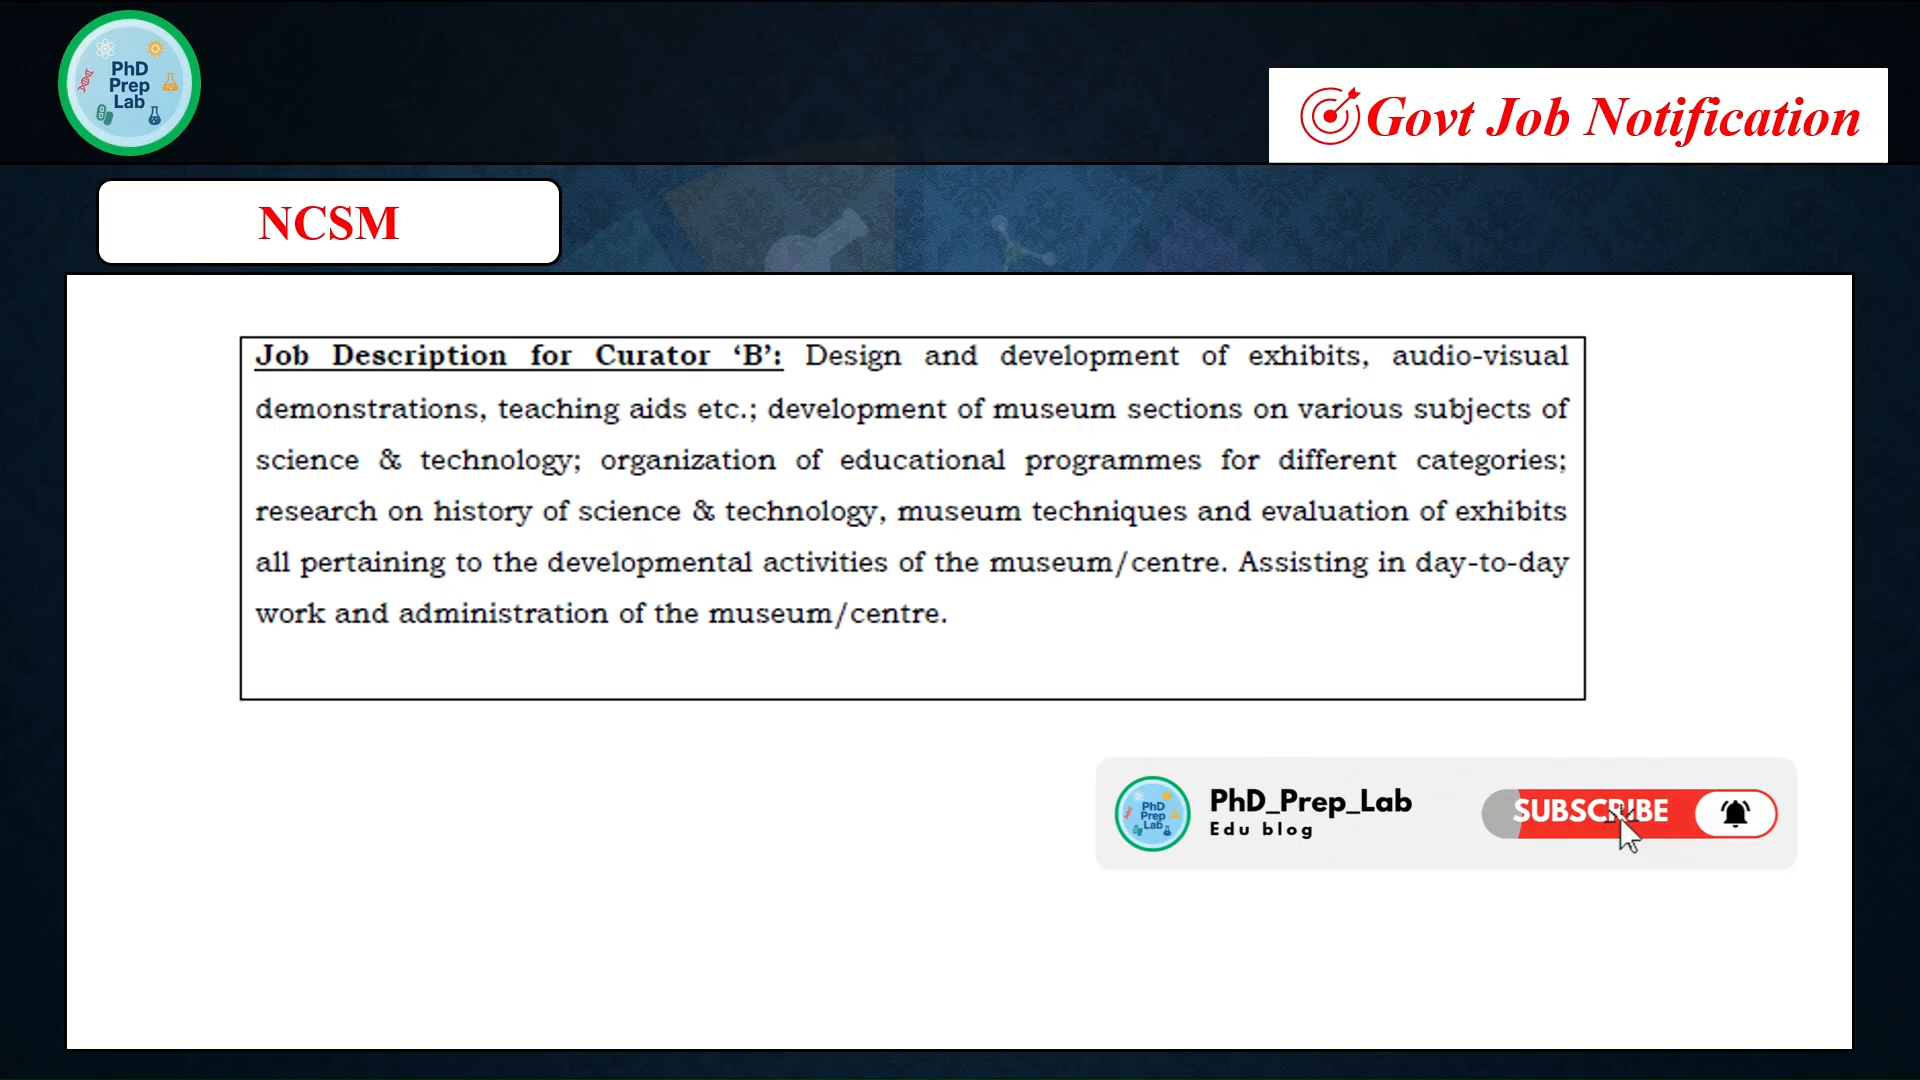 PhD
Prep
Lab
Govt Job Notification
NCSM
Job Description for Curator ‘B’: Design and development of exhibits, audio-visual
demonstrations, teaching aids etc.; development of museum sections on various subjects of
science & technology; organization of educational programmes for different categories;
research on history of science & technology, museum techniques and evaluation of exhibits
all pertaining to the developmental activities of the museum/centre. Assisting in day-to-day
work and administration of the museum/centre.
PhD
Prep
Lab
PhD_Prep_Lab
Edu blog
SUBSCRIBE